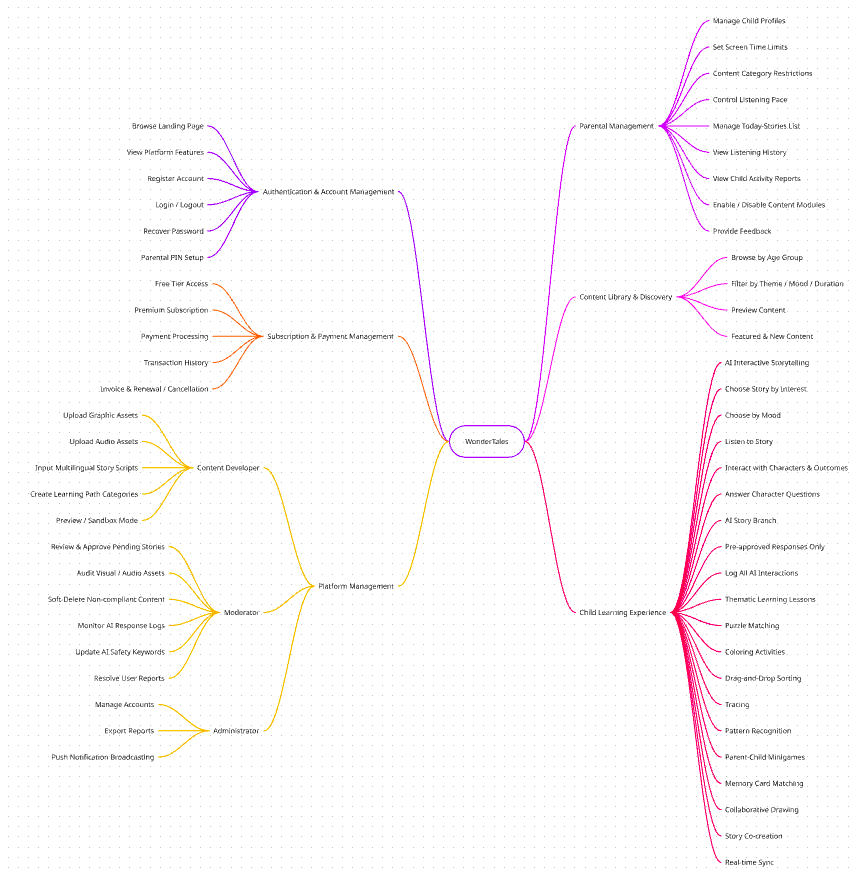 WonderTales
Authentication & Account Management
Browse Landing Page
View Platform Features
Register Account
Login / Logout
Recover Password
Parental PIN Setup
Subscription & Payment Management
Free Tier Access
Premium Subscription
Payment Processing
Transaction History
Invoice & Renewal / Cancellation
Platform Management
Content Developer
Upload Graphic Assets
Upload Audio Assets
Input Multilingual Story Scripts
Create Learning Path Categories
Preview / Sandbox Mode
Moderator
Review & Approve Pending Stories
Audit Visual / Audio Assets
Soft-Delete Non-compliant Content
Monitor AI Response Logs
Update AI Safety Keywords
Resolve User Reports
Administrator
Manage Accounts
Export Reports
Push Notification Broadcasting
Parental Management
Manage Child Profiles
Set Screen Time Limits
Content Category Restrictions
Control Listening Pace
Manage Today-Stories List
View Listening History
View Child Activity Reports
Enable / Disable Content Modules
Provide Feedback
Content Library & Discovery
Browse by Age Group
Filter by Theme / Mood / Duration
Preview Content
Featured & New Content
Child Learning Experience
AI Interactive Storytelling
Choose Story by Interest
Choose by Mood
Listen to Story
Interact with Characters & Outcomes
Answer Character Questions
AI Story Branch
Pre-approved Responses Only
Log All AI Interactions
Thematic Learning Lessons
Puzzle Matching
Coloring Activities
Drag-and-Drop Sorting
Tracing
Pattern Recognition
Parent-Child Minigames
Memory Card Matching
Collaborative Drawing
Story Co-creation
Real-time Sync